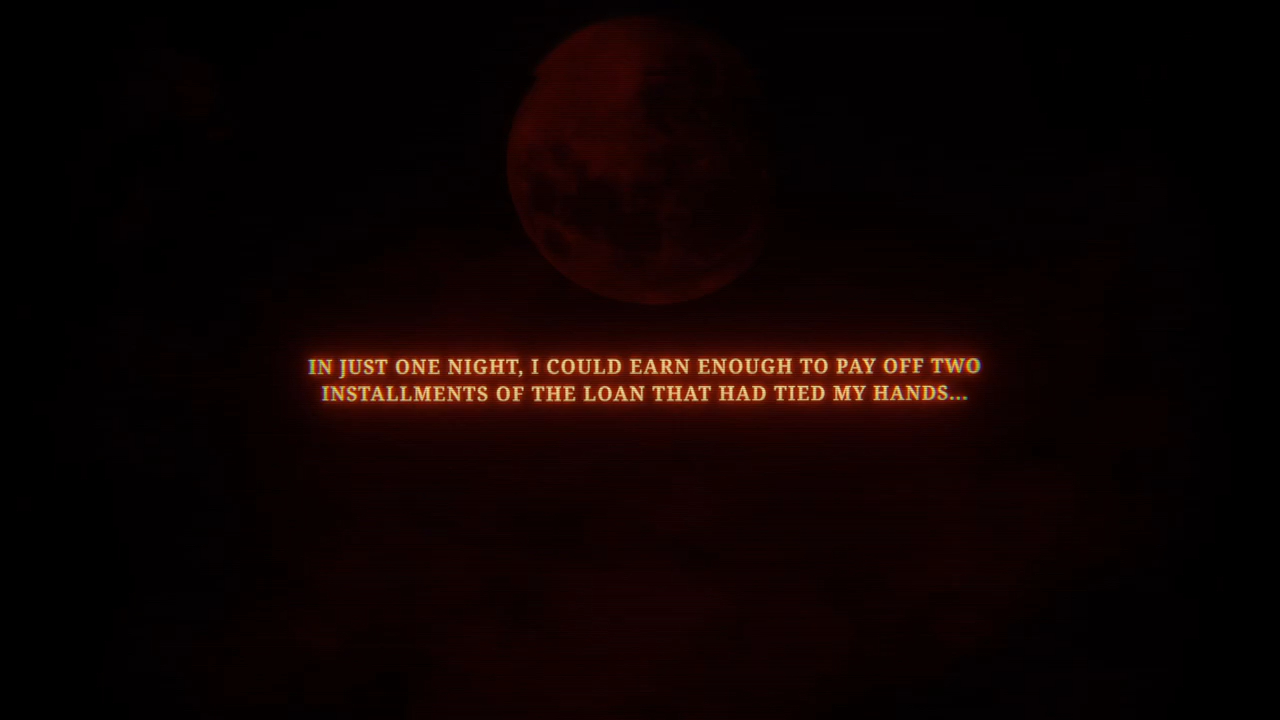 IN JUST ONE NIGHT, I COULD EARN ENOUGH TO PAY OFF TWO
INSTALLMENTS OF THE LOAN THAT HAD TIED MY HANDS...